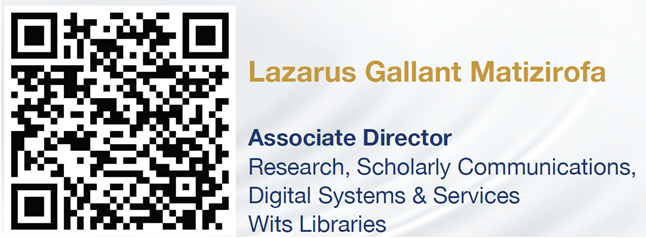 Lazarus Gallant Matizirofa
Associate Director
Research, Scholarly Communications,
Digital Systems & Services
Wits Libraries